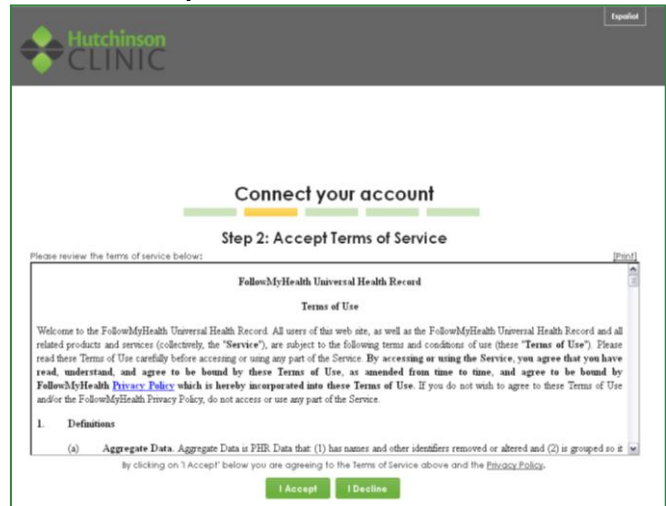 Español
Hutchinson
CLINIC
Connect your account
Step 2: Accept Terms of Service
Please review the terms of service below:
[Print]
FollowMyHealth Universal Health Record
Terms of Use
Welcome to the FollowMyHealth Universal Health Record. All users of this web site, as well as the FollowMyHealth Universal Health Record and all
related products and services (collectively, the "Service"), are subject to the following terms and conditions of use (these "Terms of Use"). Please
read these Terms of Use carefully before accessing or using any part of the Service. By accessing or using the Service, you agree that you have
read, understand, and agree to be bound by these Terms of Use, as amended from time to time, and agree to be bound by
FollowMyHealth Privacy Policy which is hereby incorporated into these Terms of Use. If you do not wish to agree to these Terms of Use
and/or the FollowMyHealth Privacy Policy, do not access or use any part of the Service.
1. Definitions
(a) Aggregate Data. Aggregate Data is PHR Data that: (1) has names and other identifiers removed or altered and (2) is grouped so it
By clicking on 'I Accept' below you are agreeing to the Terms of Service above and the Privacy Policy.
I Accept
I Decline